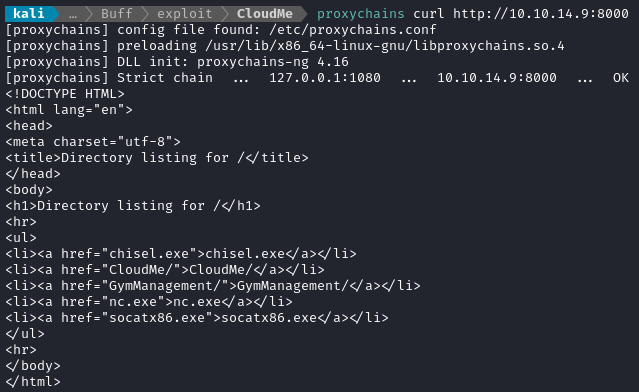 kali … Buff exploit CloudMe proxychains curl http://10.10.14.9:8000
[proxychains] config file found: /etc/proxychains.conf
[proxychains] preloading /usr/lib/x86_64-linux-gnu/libproxychains.so.4
[proxychains] DLL init: proxychains-ng 4.16
[proxychains] Strict chain ... 127.0.0.1:1080 ... 10.10.14.9:8000 ... OK
<!DOCTYPE HTML>
<html lang="en">
<head>
<meta charset="utf-8">
<title>Directory listing for /</title>
</head>
<body>
<h1>Directory listing for /</h1>
<hr>
<ul>
<li><a href="chisel.exe">chisel.exe</a></li>
<li><a href="CloudMe/">CloudMe/</a></li>
<li><a href="GymManagement/">GymManagement/</a></li>
<li><a href="nc.exe">nc.exe</a></li>
<li><a href="socatx86.exe">socatx86.exe</a></li>
</ul>
<hr>
</body>
</html>